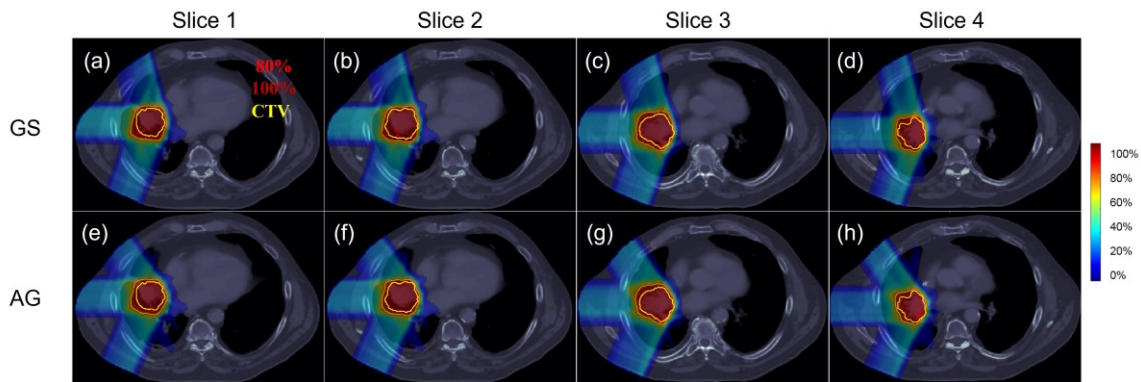 Slice 1 Slice 2 Slice 3 Slice 4
GS
(a) (b) (c) (d)
80%
100%
CTV
AG
(e) (f) (g) (h)
100%
80%
60%
40%
20%
0%